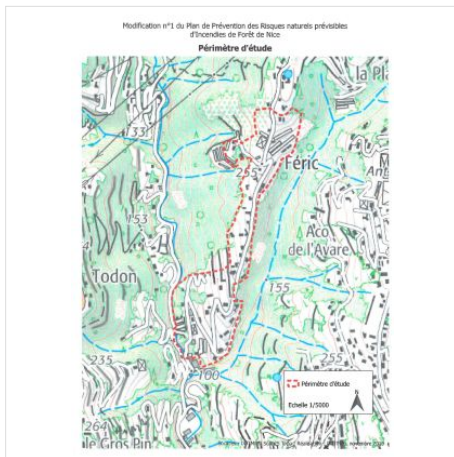 Modification n°1 du Plan de Prévention des Risques naturels prévisibles
d'Incendies de Forêt de Nice
Périmètre d'étude
la Pla
133
255
Féric
153
Aco
de l'Avare
Todon
155
235
255
100
264
le Gros Pin
Périmètre d'étude
Echelle 1/5000
N